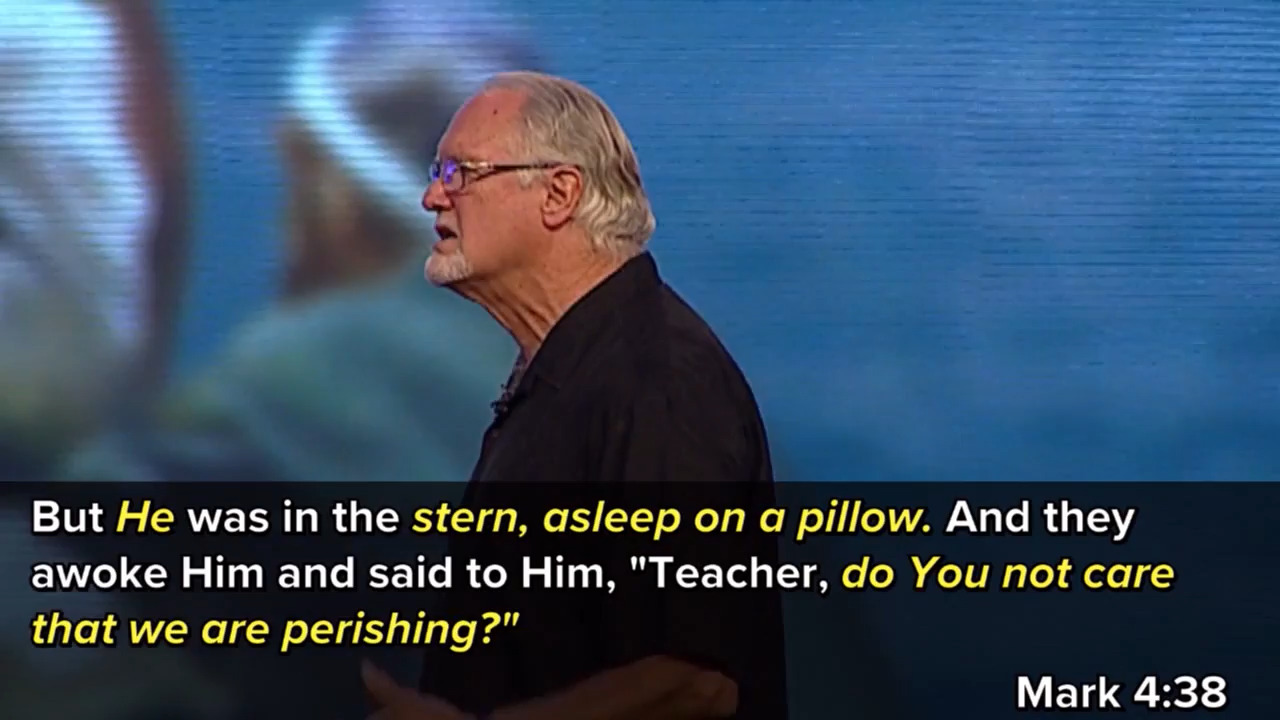 But He was in the stern, asleep on a pillow. And they
awoke Him and said to Him, "Teacher, do You not care
that we are perishing?"
Mark 4:38